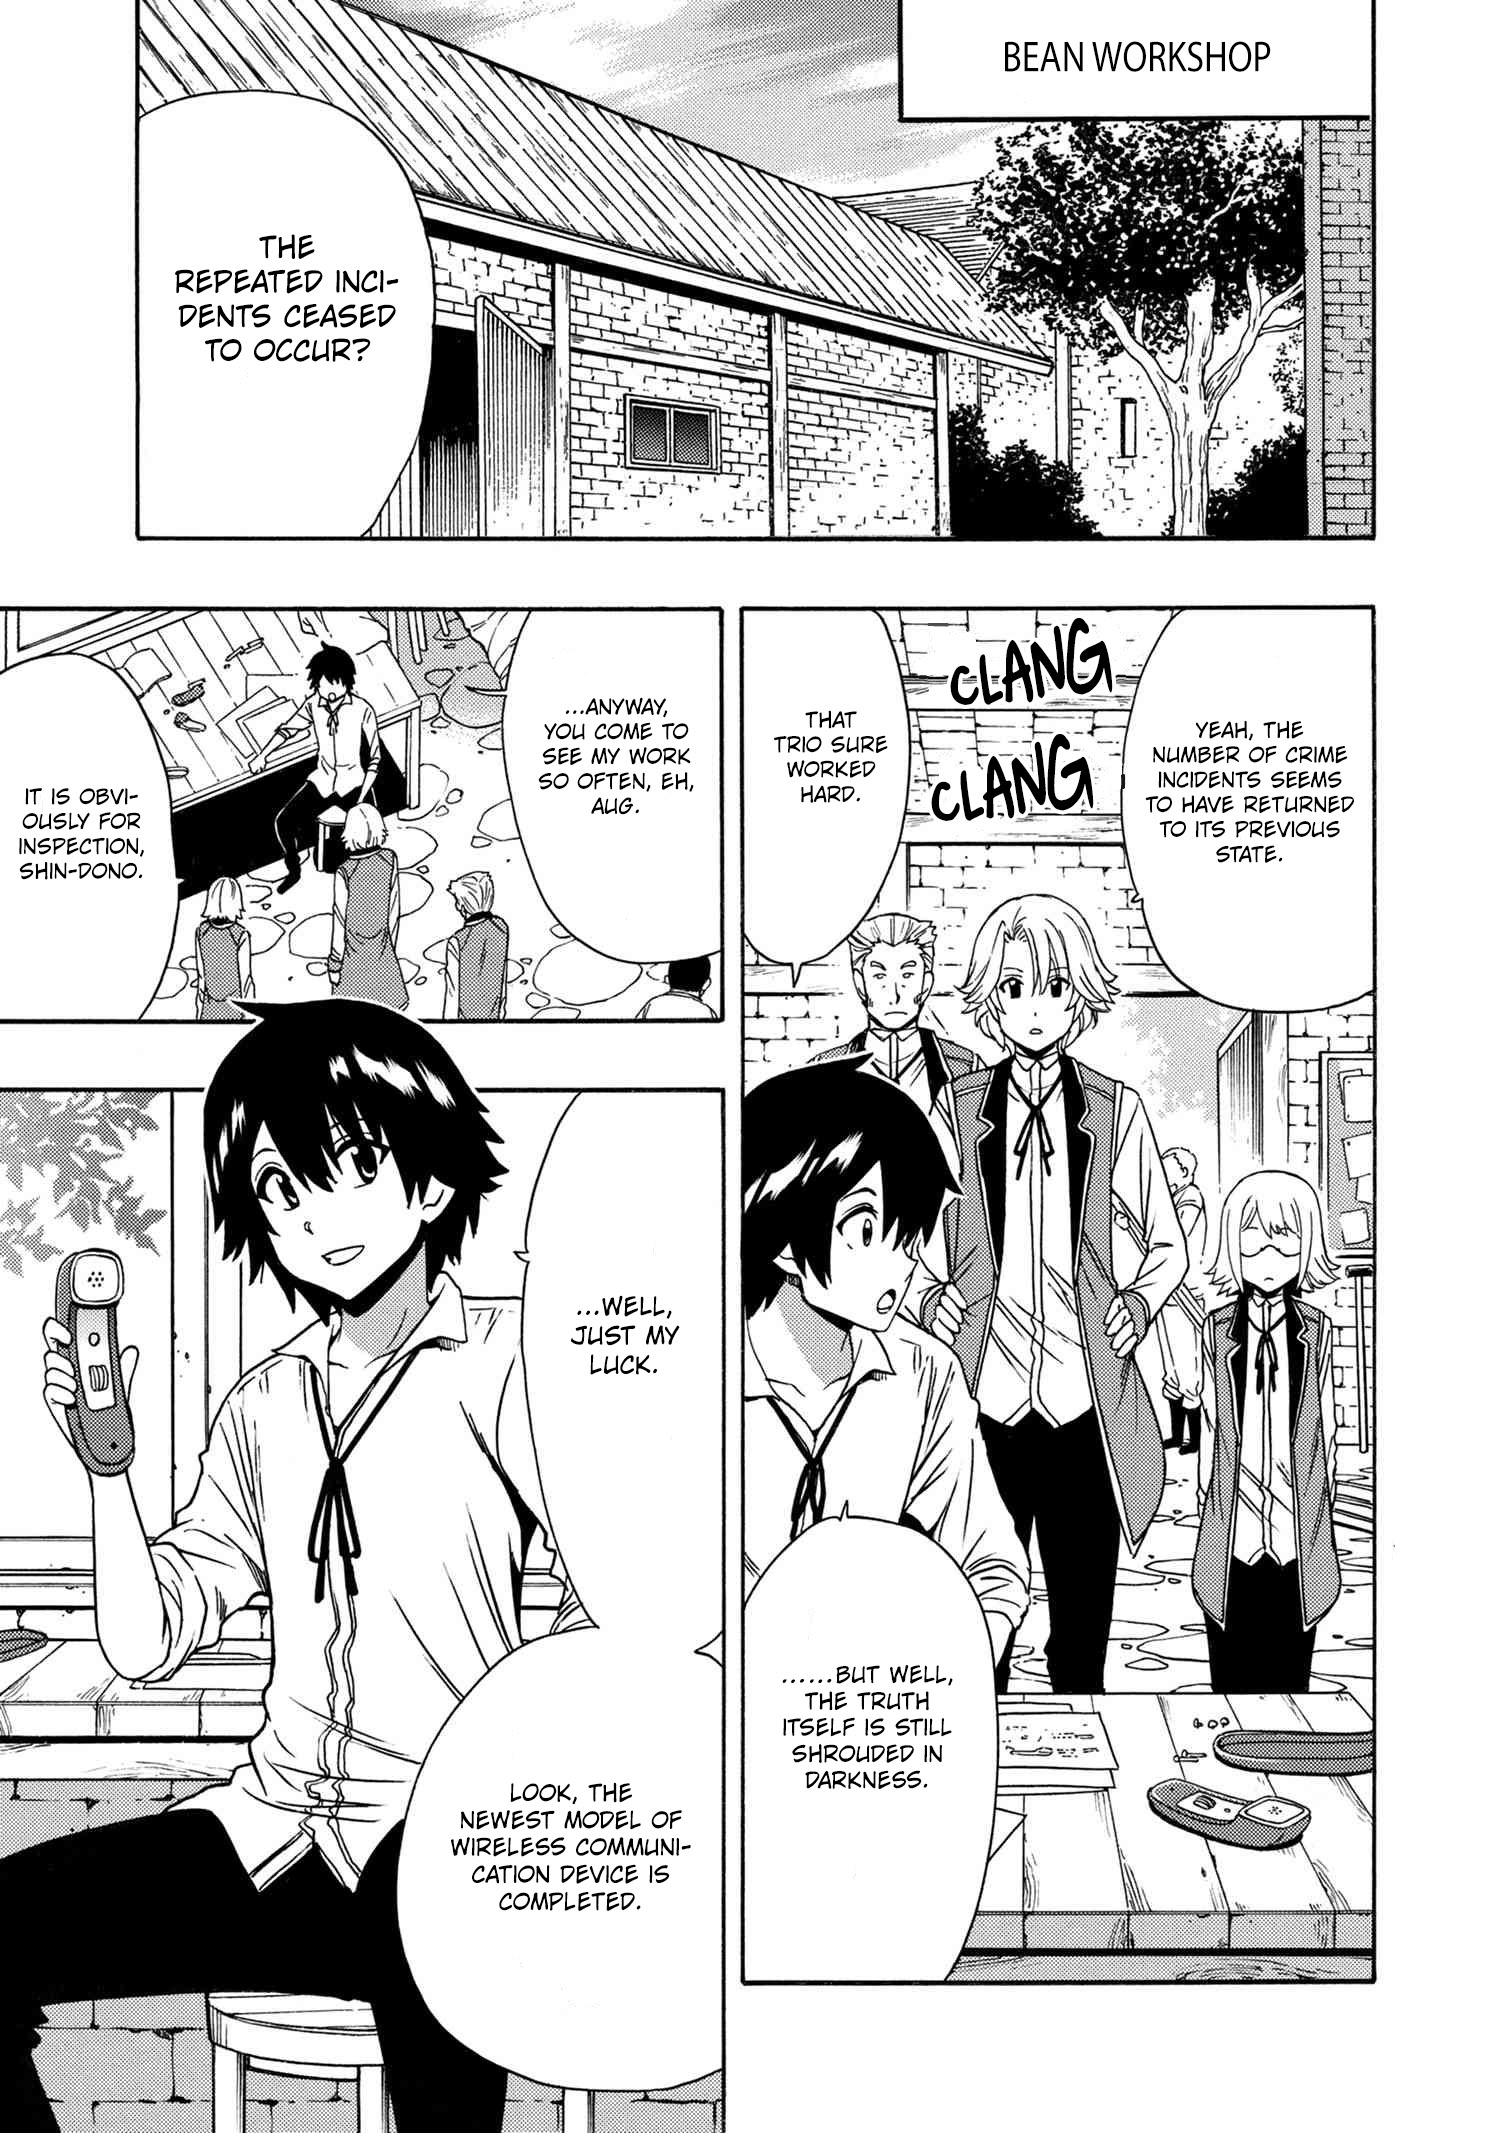 BEAN WORKSHOP
THE
REPEATED INCI-
DENTS CEASED
TO OCCUR?
YEAH, THE
NUMBER OF CRIME
INCIDENTS SEEMS
TO HAVE RETURNED
TO ITS PREVIOUS
STATE.
CLANG
CLANG
THAT
TRIO SURE
WORKED
HARD.
......BUT WELL,
THE TRUTH
ITSELF IS STILL
SHROUDED IN
DARKNESS.
...ANYWAY,
YOU COME TO
SEE MY WORK
SO OFTEN, EH,
AUG.
IT IS OBVI-
OUSLY FOR
INSPECTION,
SHIN-DONO.
...WELL,
JUST MY
LUCK.
LOOK, THE
NEWEST MODEL OF
WIRELESS COMMUNI-
CATION DEVICE IS
COMPLETED.